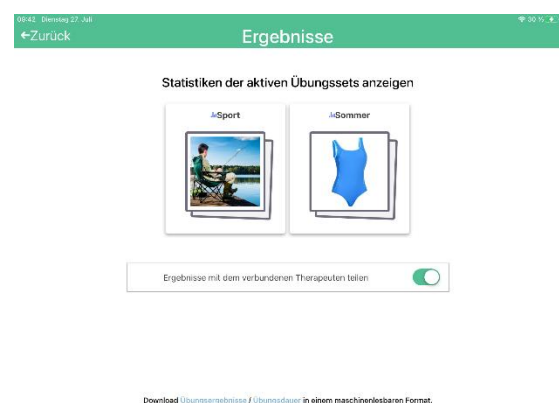 08:42 Dienstag 27. Juli
30 %
←Zurück
Ergebnisse
Statistiken der aktiven Übungssets anzeigen
Sport
Sommer
Ergebnisse mit dem verbundenen Therapeuten teilen
Download Übungsergebnisse / Übungsdauer in einem maschinenlesbaren Format.